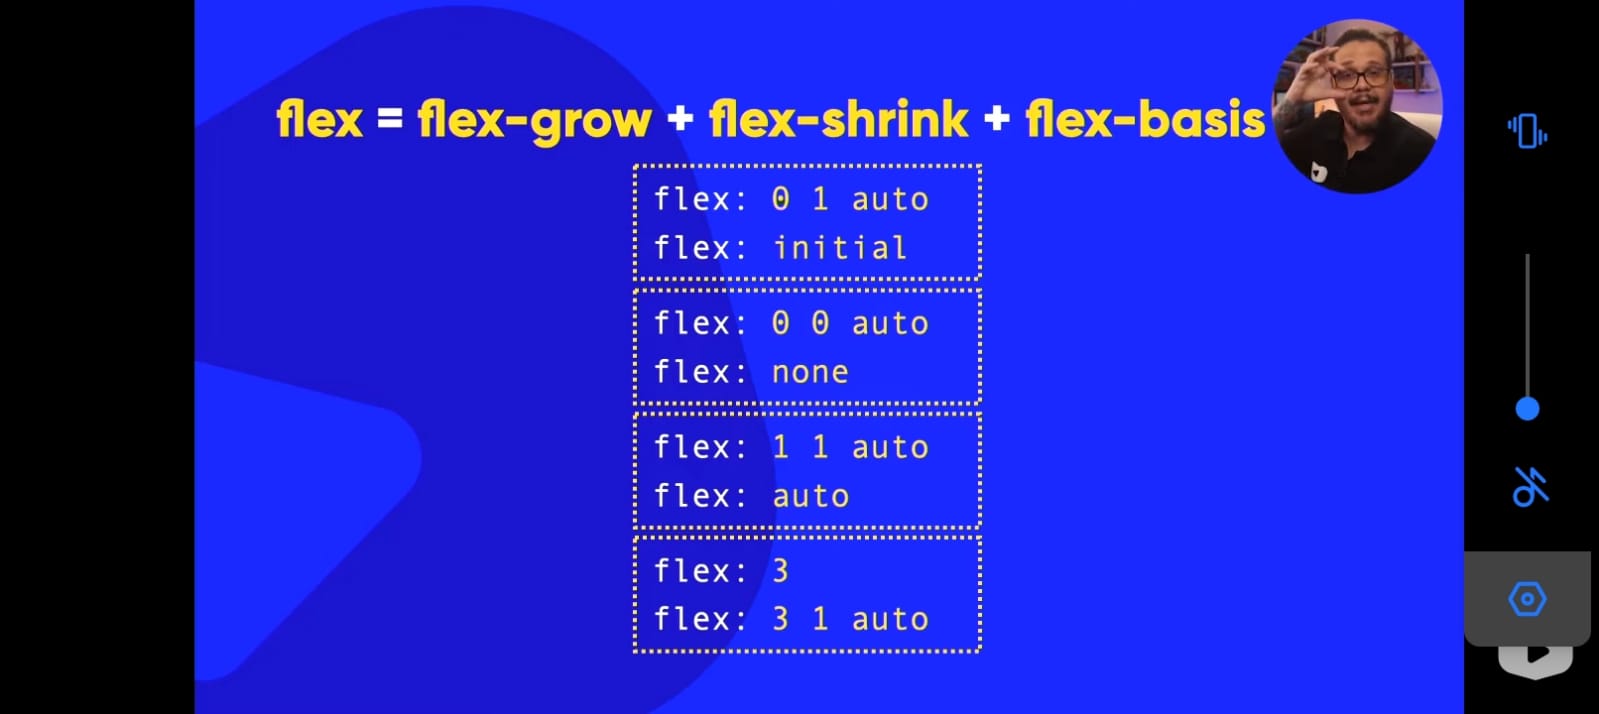 flex = flex-grow + flex-shrink + flex-basis
flex: 0 1 auto
flex: initial
flex: 0 0 auto
flex: none
flex: 1 1 auto
flex: auto
flex: 3
flex: 3 1 auto